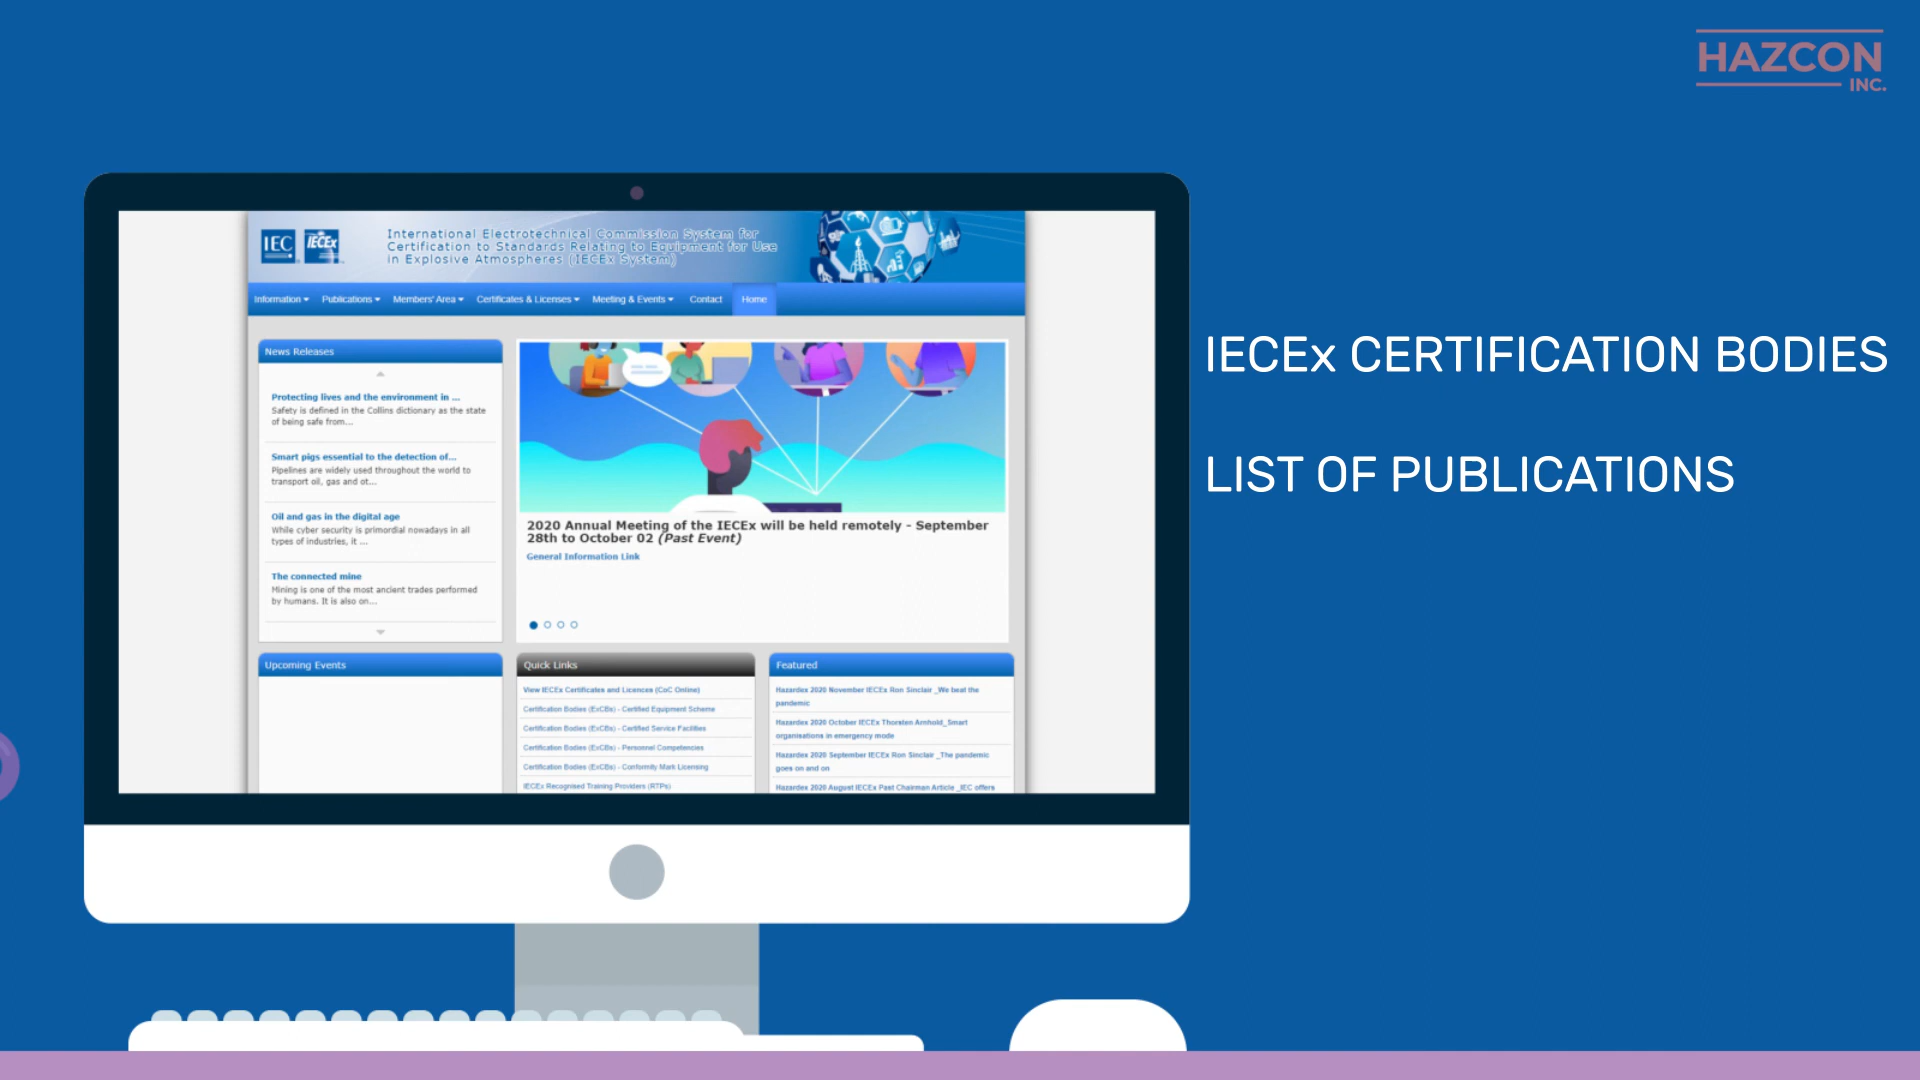 HAZCON
INC.
IEC
IECEx
International Electrotechnical Commission System for
Certification to Standards Relating to Equipment for Use
in Explosive Atmospheres (IECEx System)
Information
Publications
Members' Area
Certificates & Licenses
Meeting & Events
Contact
Home
News Releases
Protecting lives and the environment in ...
Safety is defined in the Collins dictionary as the state
of being safe from...
Smart pigs essential to the detection of...
Pipelines are widely used throughout the world to
transport oil, gas and ot...
Oil and gas in the digital age
While cyber security is primordial nowadays in all
types of industries, it ...
The connected mine
Mining is one of the most ancient trades performed
by humans. It is also on...
2020 Annual Meeting of the IECEx will be held remotely - September
28th to October 02 (Past Event)
General Information Link
Upcoming Events
Quick Links
View IECEx Certificates and Licences (CoC Online)
Certification Bodies (ExCBs) - Certified Equipment Scheme
Certification Bodies (ExCBs) - Certified Service Facilities
Certification Bodies (ExCBs) - Personnel Competencies
Certification Bodies (ExCBs) - Conformity Mark Licensing
IECEx Recognised Training Providers (RTPs)
Featured
Hazardex 2020 November IECEx Ron Sinclair _We beat the
pandemic
Hazardex 2020 October IECEx Thorsten Arnhold_Smart
organisations in emergency mode
Hazardex 2020 September IECEx Ron Sinclair _The pandemic
goes on and on
Hazardex 2020 August IECEx Past Chairman Article _IEC offers
IECEx CERTIFICATION BODIES
LIST OF PUBLICATIONS